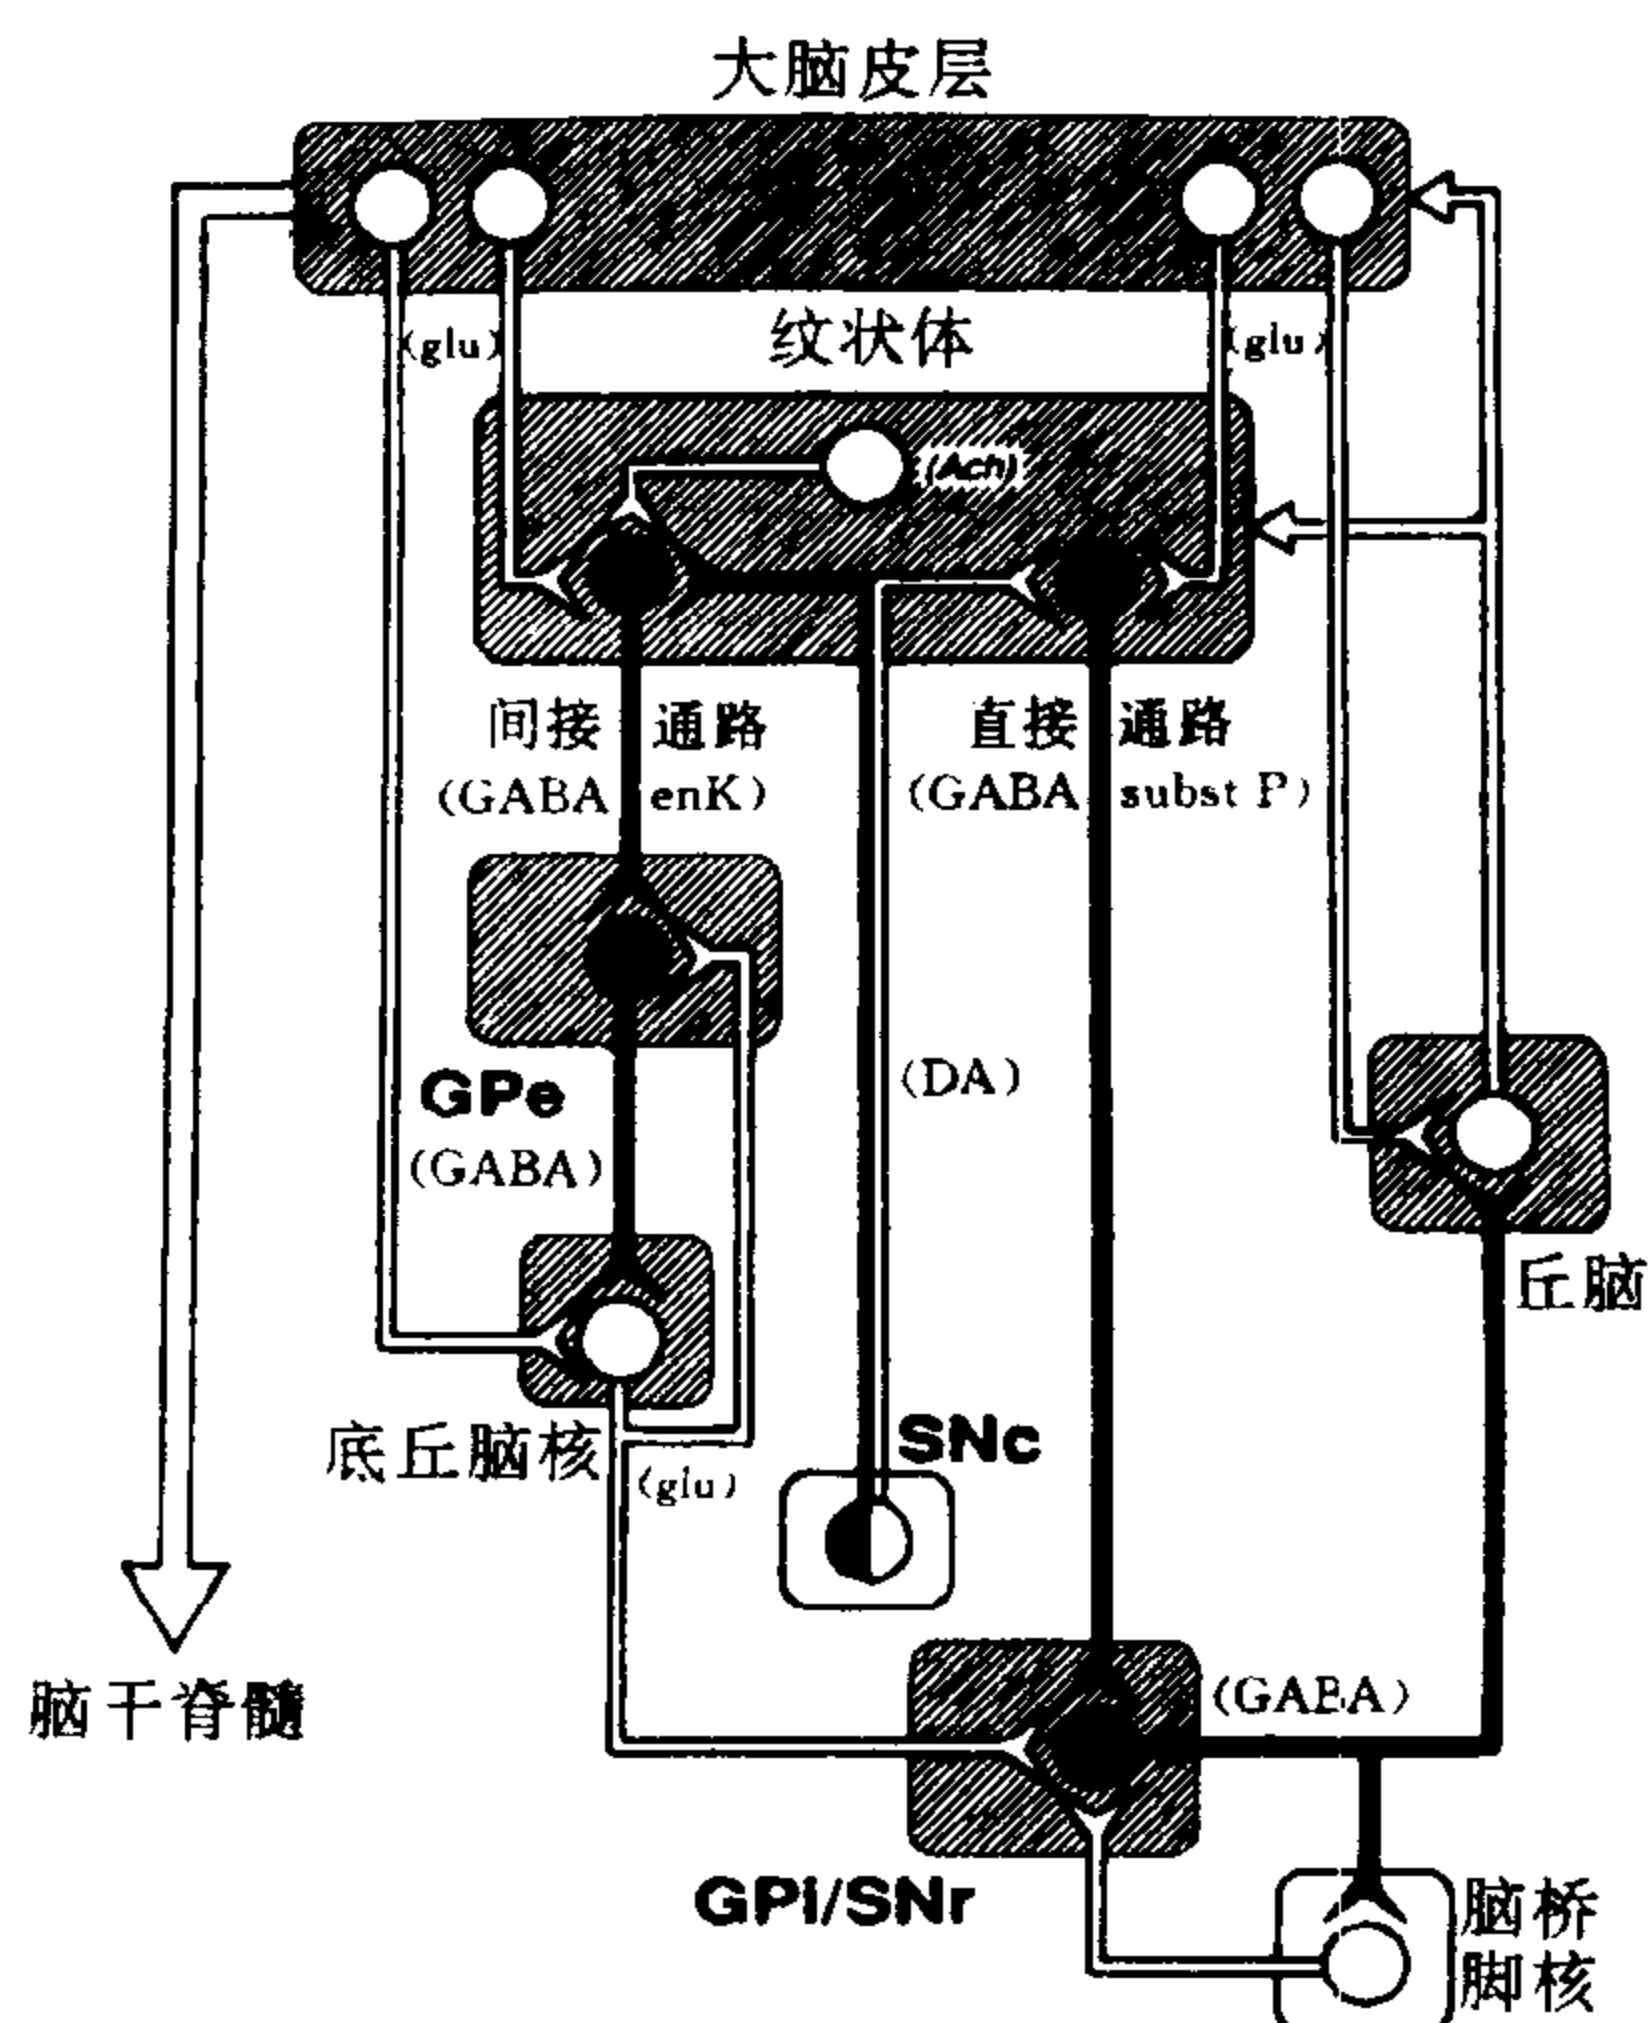 大脑皮层
(glu)
(glu)
纹状体
(Ach)
间接 通路
(GABA enK)
直接 通路
(GABA subst P)
GPe
(GABA)
(DA)
丘脑
底丘脑核
(glu)
SNc
脑干脊髓
(GABA)
GPi/SNr
脑桥
脚核